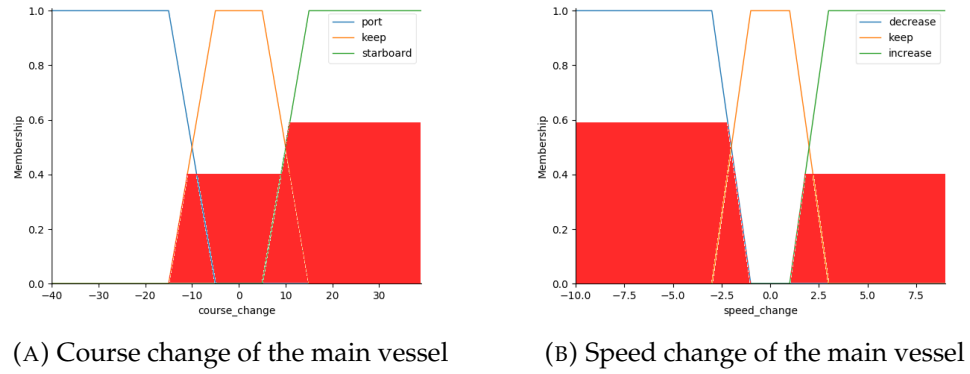 1.0
0.8
0.6
0.4
0.2
0.0
Membership
port
keep
starboard
−40
−30
−20
−10
0
10
20
30
course_change
1.0
0.8
0.6
0.4
0.2
0.0
Membership
decrease
keep
increase
−10.0
−7.5
−5.0
−2.5
0.0
2.5
5.0
7.5
speed_change
(A) Course change of the main vessel
(B) Speed change of the main vessel